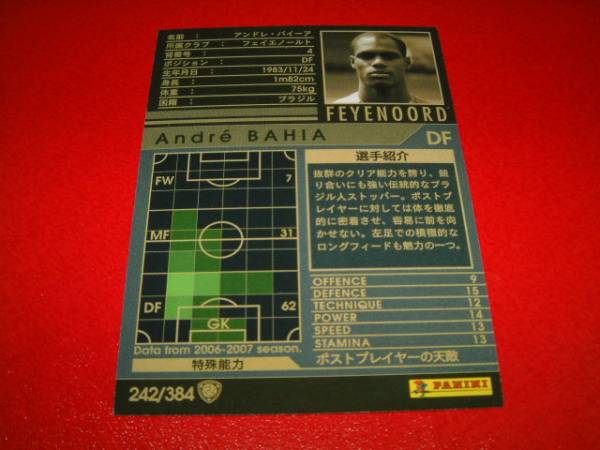 名前 : アンドレ・バイーア
所属クラブ : フェイエノールト
背番号 : 4
ポジション : DF
生年月日 : 1983/11/24
身長 : 1m82cm
体重 : 75kg
国籍 : ブラジル
FEYENOORD
André BAHIA DF
FW 7
MF 31
DF 62
GK
Data from 2006-2007 season.
特殊能力
選手紹介
抜群のクリア能力を誇り、競
り合いにも強い伝統的なブラ
ジル人ストッパー。ポストプ
レイヤーに対しては体を徹底
的に密着させ、容易に前を向
かせない。左足での積極的な
ロングフィードも魅力の一つ。
OFFENCE 9
DEFENCE 15
TECHNIQUE 12
POWER 14
SPEED 13
STAMINA 13
ポストプレイヤーの天敵
242/384
PANINI